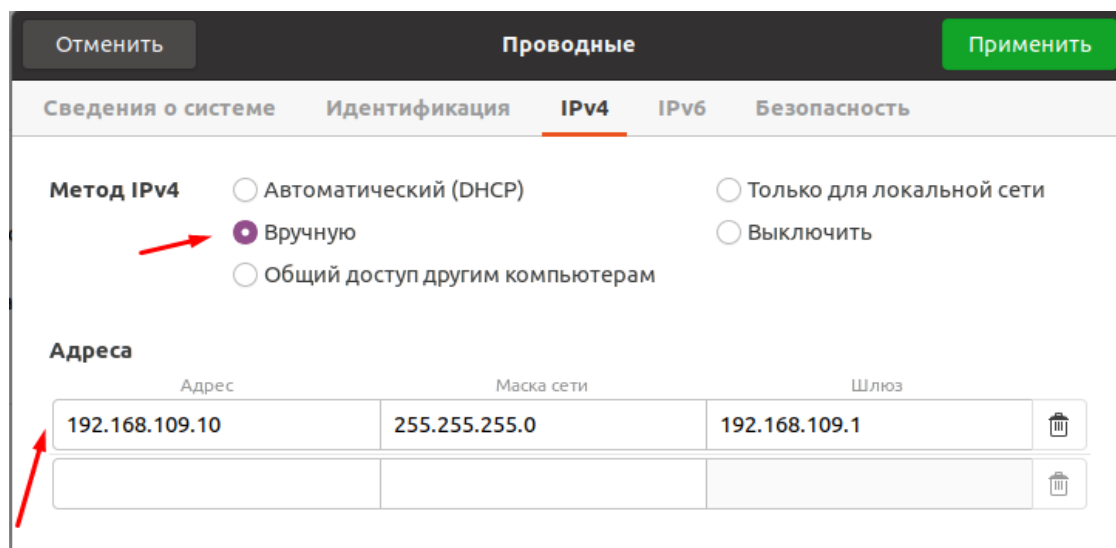 Отменить Проводные Применить
Сведения о системе Идентификация IPv4 IPv6 Безопасность
Метод IPv4 Автоматический (DHCP) Только для локальной сети
Вручную Выключить
Общий доступ другим компьютерам
Адреса
Адрес Маска сети Шлюз
192.168.109.10 255.255.255.0 192.168.109.1